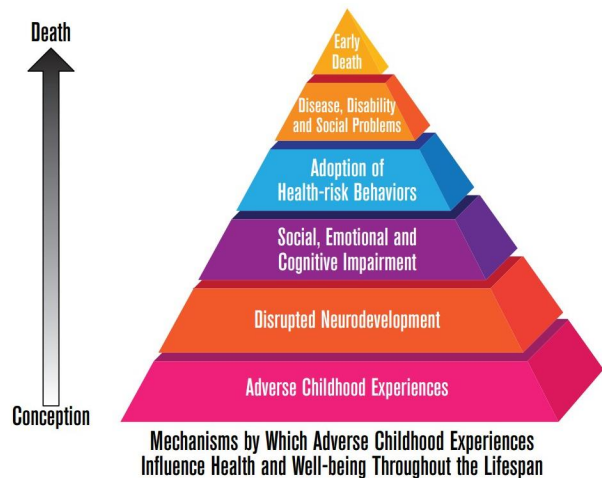 Death
Early
Death
Disease, Disability
and Social Problems
Adoption of
Health-risk Behaviors
Social, Emotional and
Cognitive Impairment
Disrupted Neurodevelopment
Adverse Childhood Experiences
Conception
Mechanisms by Which Adverse Childhood Experiences
Influence Health and Well-being Throughout the Lifespan